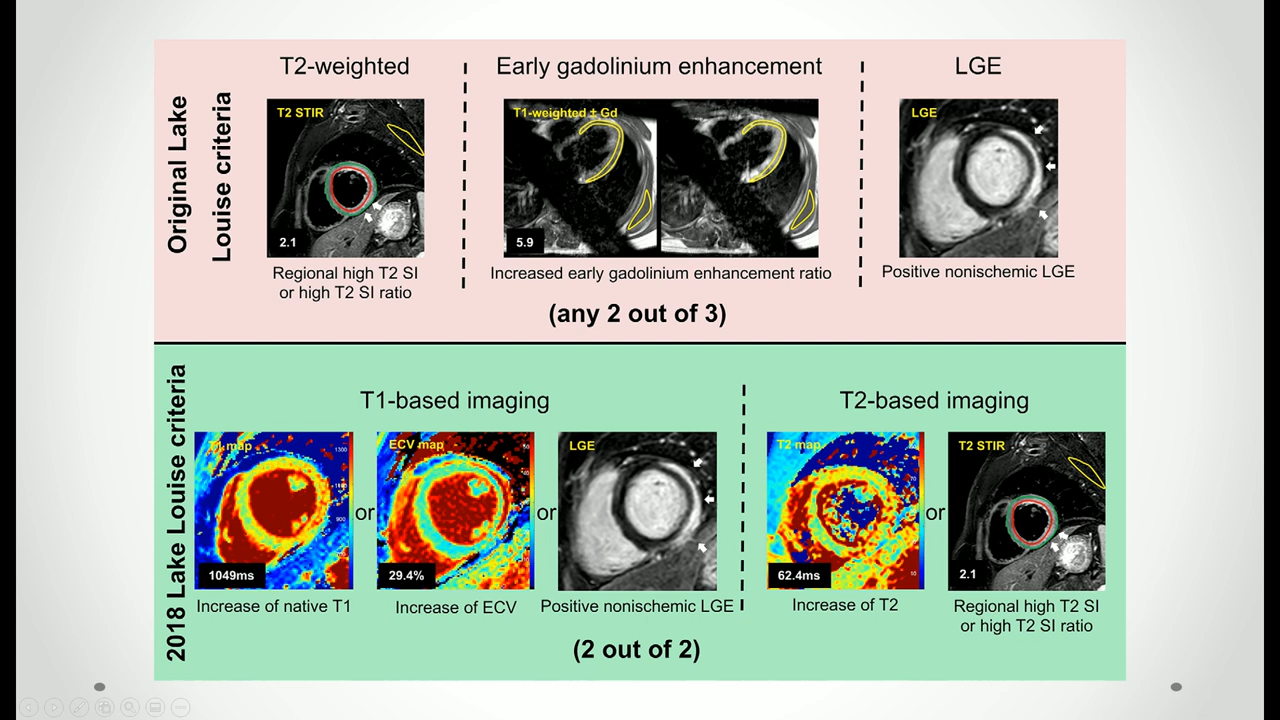 Original Lake
Louise criteria
T2-weighted
Early gadolinium enhancement
LGE
T2 STIR
2.1
T1-weighted ± Gd
5.9
LGE
Regional high T2 SI
or high T2 SI ratio
Increased early gadolinium enhancement ratio
Positive nonischemic LGE
(any 2 out of 3)
2018 Lake Louise criteria
T1-based imaging
T2-based imaging
T1 map
1300
900
1049ms
or
ECV map
29.4%
or
LGE
T2 map
62.4ms
or
T2 STIR
2.1
Increase of native T1
Increase of ECV
Positive nonischemic LGE
Increase of T2
Regional high T2 SI
or high T2 SI ratio
(2 out of 2)